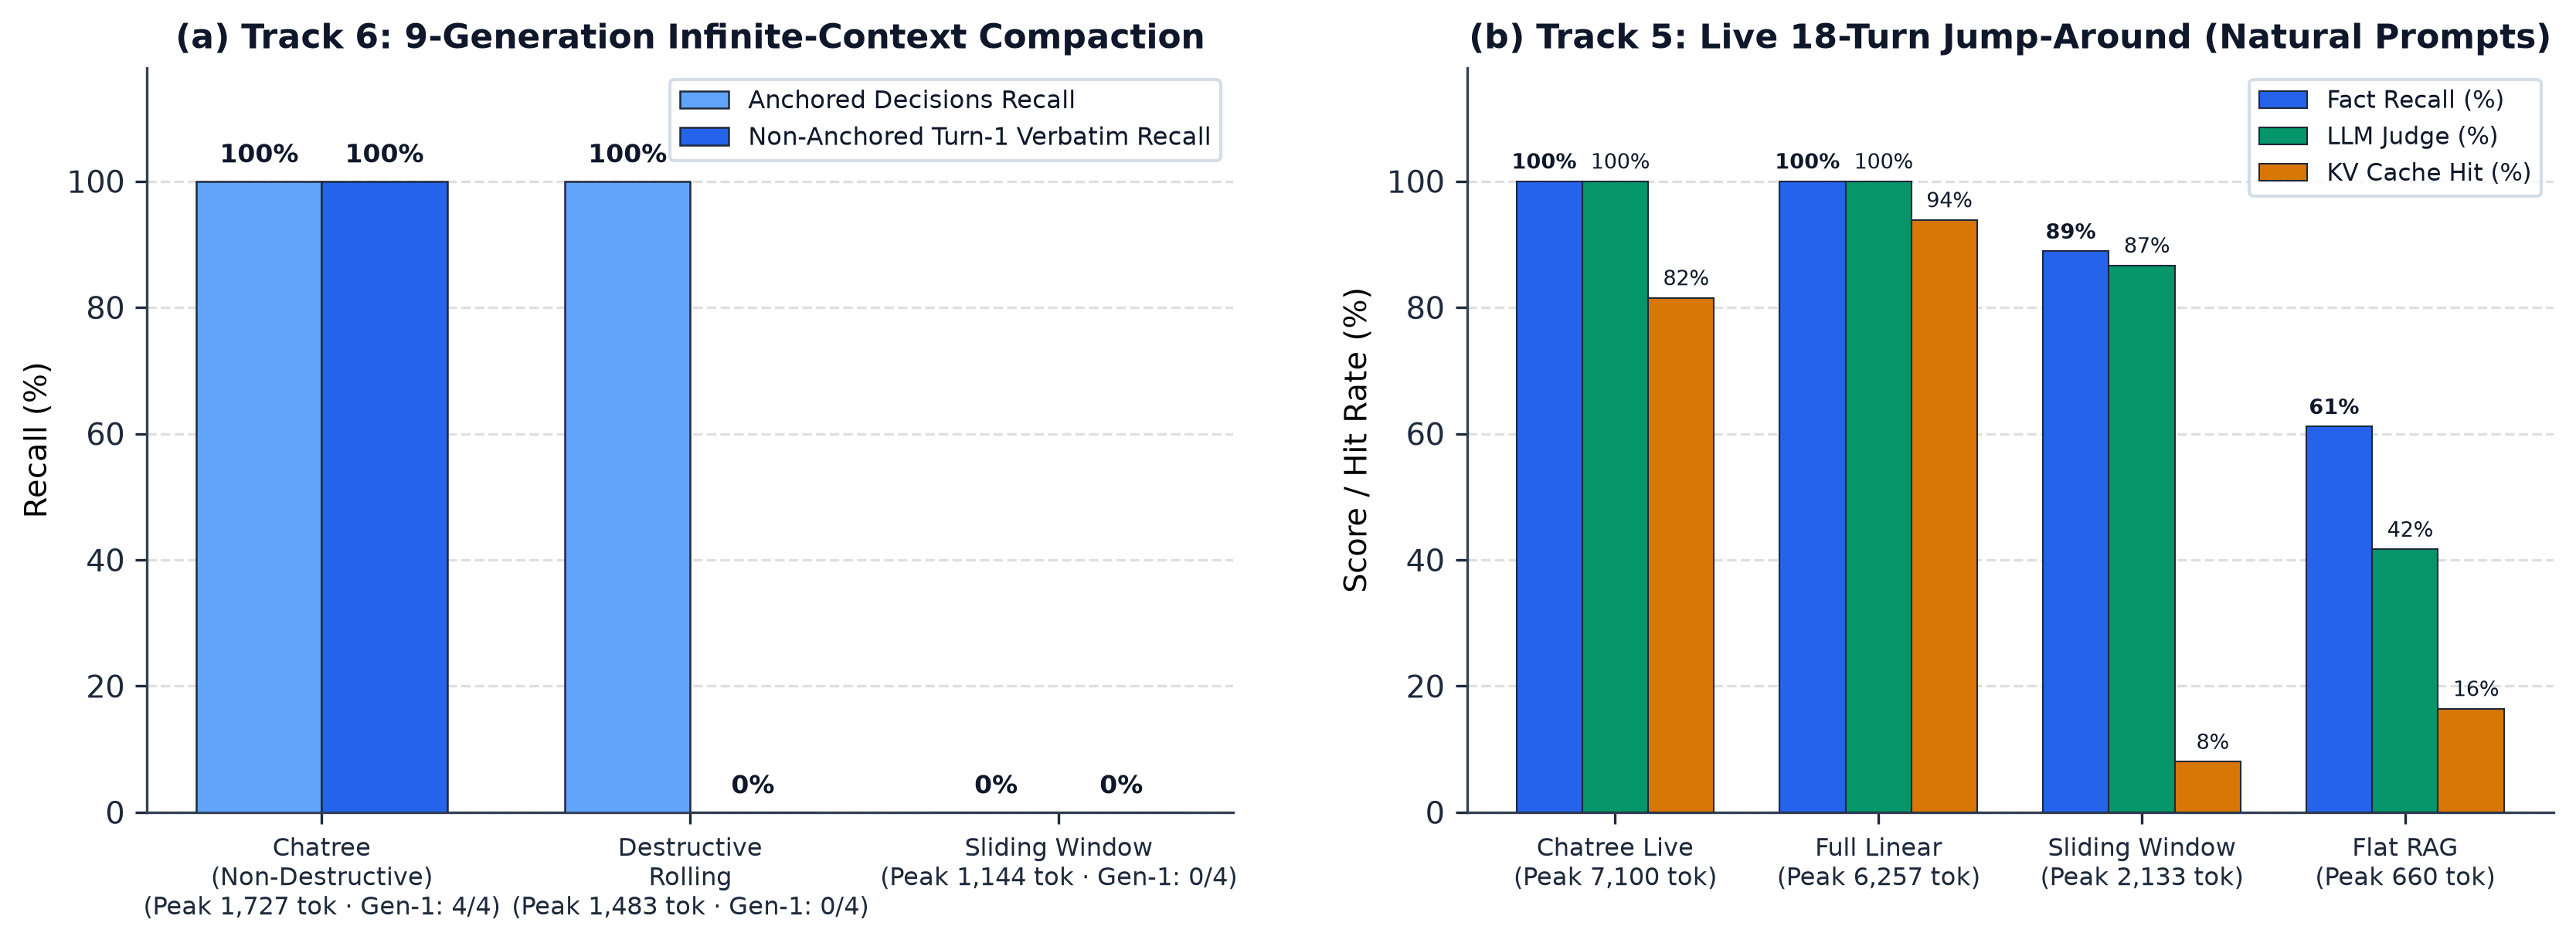 (a) Track 6: 9-Generation Infinite-Context Compaction
Anchored Decisions Recall
Non-Anchored Turn-1 Verbatim Recall
Recall (%)
100
80
60
40
20
0
100%
100%
100%
0%
0%
0%
Chatree
(Non-Destructive)
(Peak 1,727 tok · Gen-1: 4/4)
Destructive
Rolling
(Peak 1,483 tok · Gen-1: 0/4)
Sliding Window
(Peak 1,144 tok · Gen-1: 0/4)
(b) Track 5: Live 18-Turn Jump-Around (Natural Prompts)
Fact Recall (%)
LLM Judge (%)
KV Cache Hit (%)
Score / Hit Rate (%)
100
80
60
40
20
0
100%
100%
82%
100%
100%
94%
89%
87%
8%
61%
42%
16%
Chatree Live
(Peak 7,100 tok)
Full Linear
(Peak 6,257 tok)
Sliding Window
(Peak 2,133 tok)
Flat RAG
(Peak 660 tok)